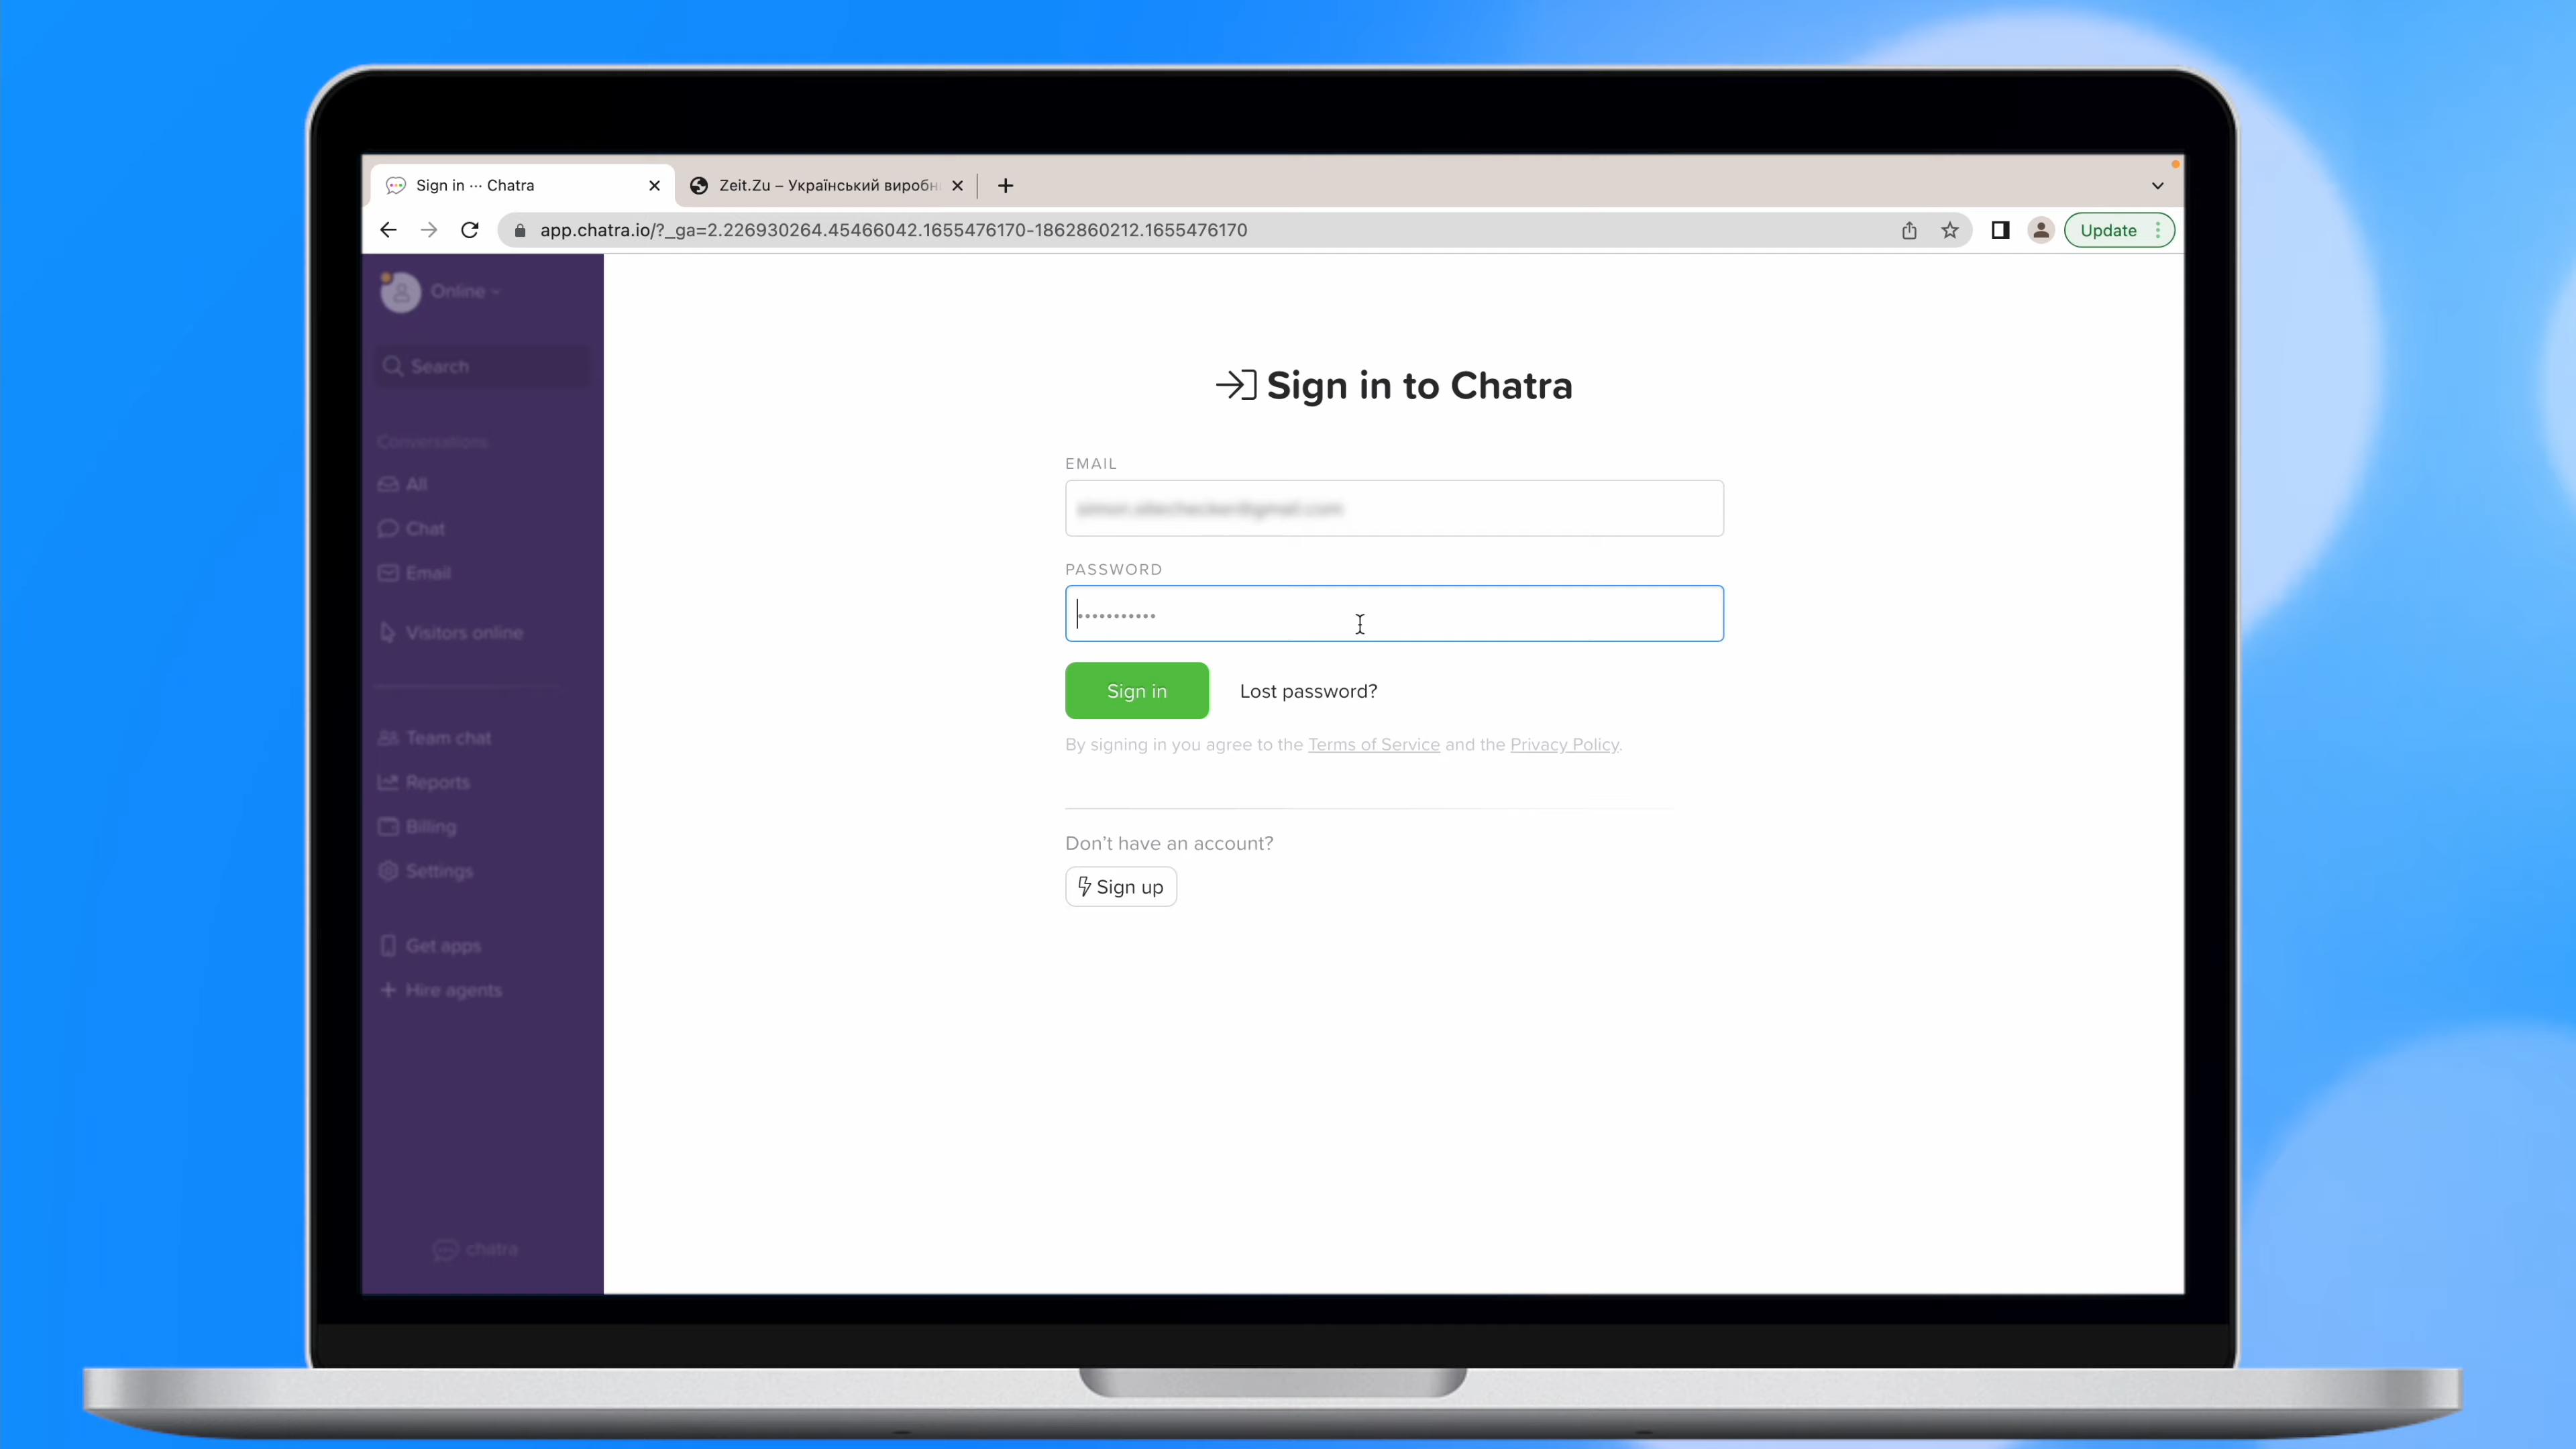 Sign in ··· Chatra
Zeit.Zu – Український виробн
app.chatra.io/?_ga=2.226930264.45466042.1655476170-1862860212.1655476170
Update
Online
Search
Conversations
All
Chat
Email
Visitors online
Team chat
Reports
Billing
Settings
Get apps
Hire agents
chatra
Sign in to Chatra
EMAIL
PASSWORD
Sign in
Lost password?
By signing in you agree to the Terms of Service and the Privacy Policy.
Don't have an account?
Sign up